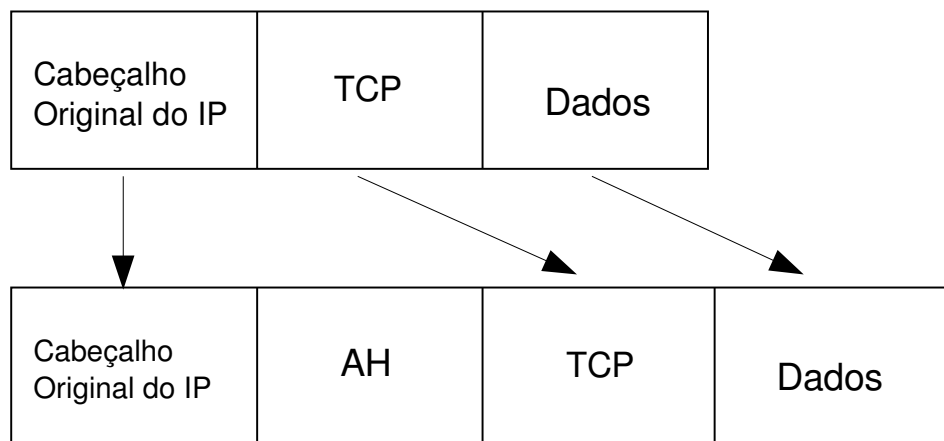 Cabeçalho
Original do IP
TCP
Dados
Cabeçalho
Original do IP
AH
TCP
Dados